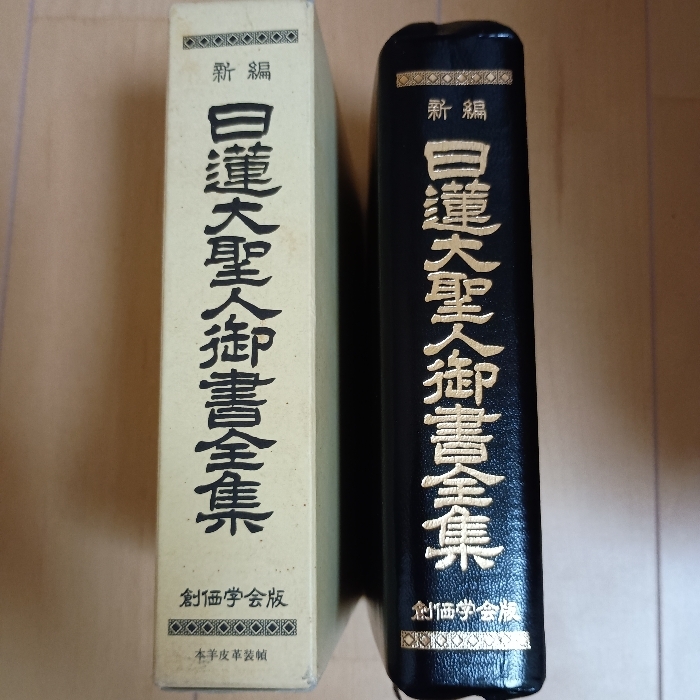 新編
日蓮大聖人御書全集
創価学会版
本羊皮革装幀
新編
日蓮大聖人御書全集
創価学会版